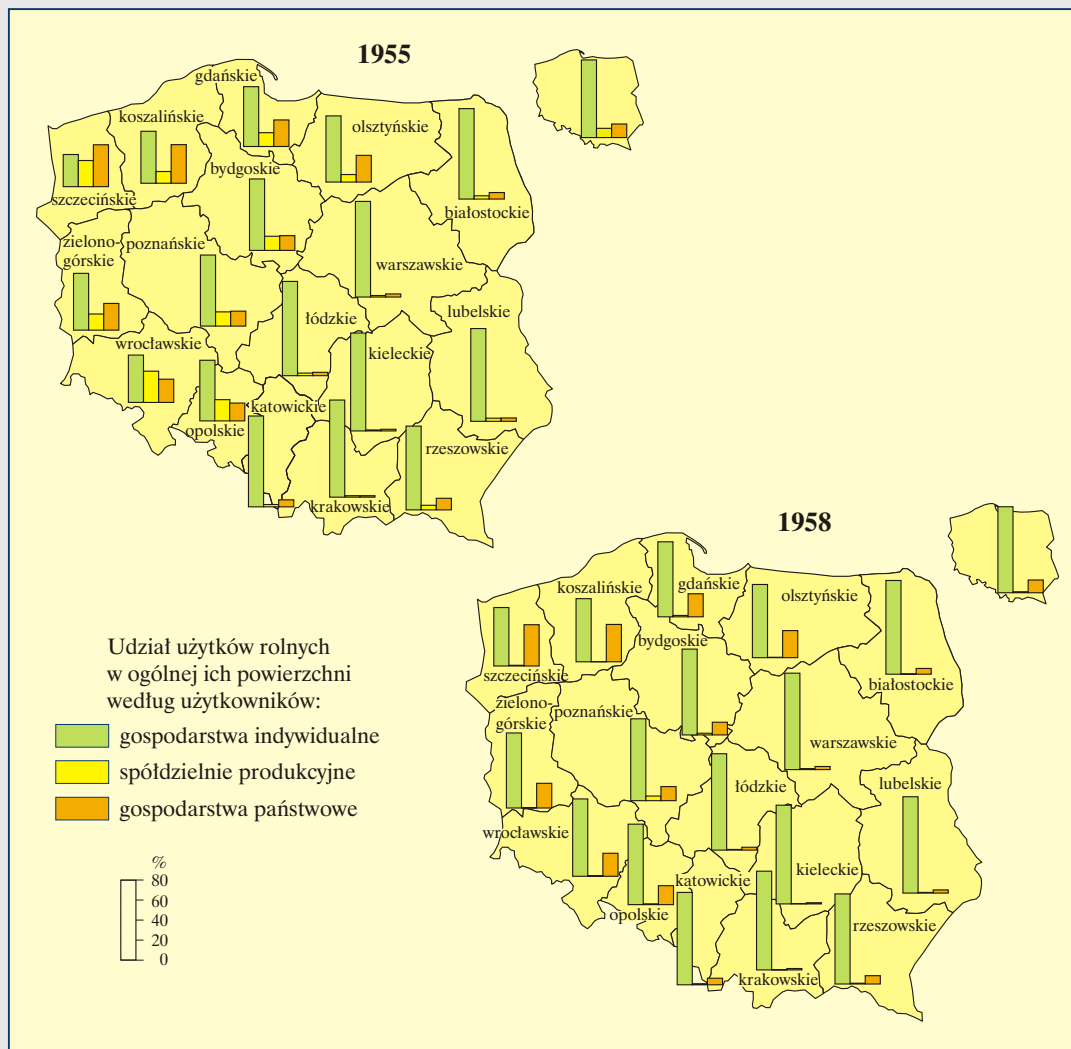 1955
gdańskie
koszalińskie
olsztyńskie
bydgoskie
szczecińskie
białostockie
zielono-
górskie
poznańskie
warszawskie
łódzkie
lubelskie
wrocławskie
kieleckie
katowickie
opolskie
rzeszowskie
krakowskie
1958
gdańskie
koszalińskie
olsztyńskie
bydgoskie
szczecińskie
białostockie
żielono-
górskie
poznańskie
warszawskie
łódzkie
lubelskie
wrocławskie
kieleckie
katowickie
opolskie
rzeszowskie
krakowskie
Udział użytków rolnych
w ogólnej ich powierzchni
według użytkowników:
gospodarstwa indywidualne
spółdzielnie produkcyjne
gospodarstwa państwowe
%
80
60
40
20
0